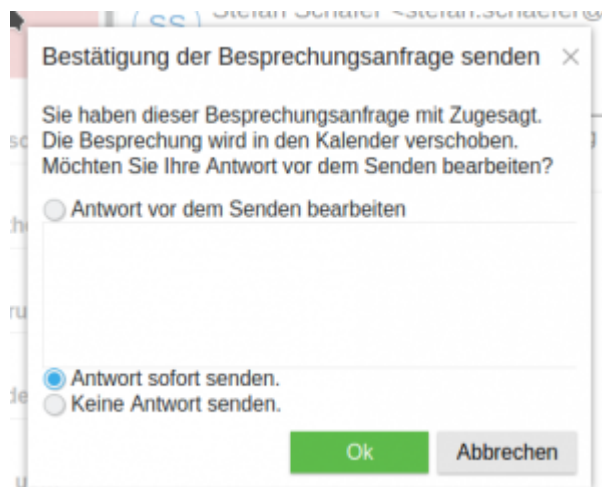 (SS)
Bestätigung der Besprechungsanfrage senden
Sie haben dieser Besprechungsanfrage mit Zugesagt.
Die Besprechung wird in den Kalender verschoben.
Möchten Sie Ihre Antwort vor dem Senden bearbeiten?
Antwort vor dem Senden bearbeiten
Antwort sofort senden.
Keine Antwort senden.
Ok
Abbrechen